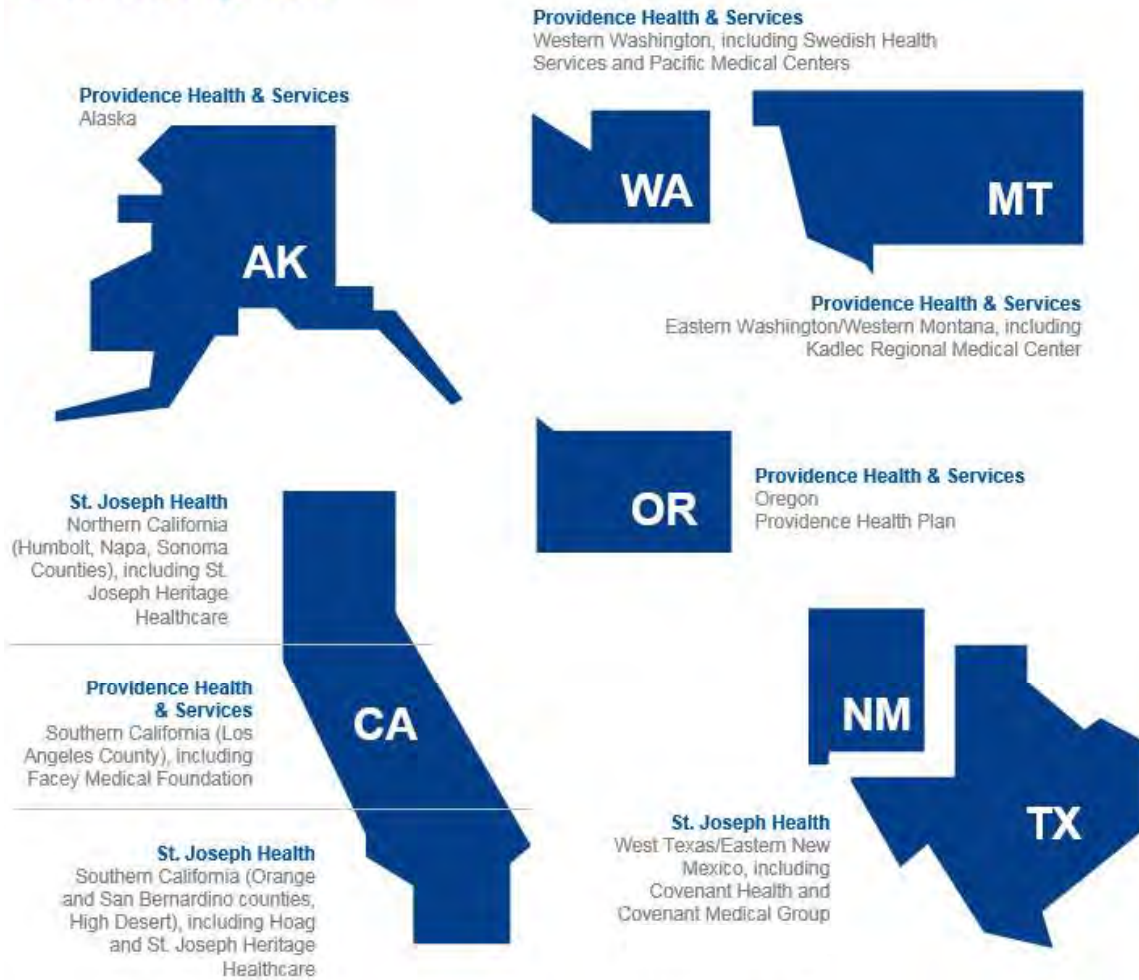 Providence Health & Services
Western Washington, including Swedish Health
Services and Pacific Medical Centers
Providence Health & Services
Alaska
WA
MT
AK
Providence Health & Services
Eastern Washington/Western Montana, including
Kadlec Regional Medical Center
OR
Providence Health & Services
Oregon
Providence Health Plan
St. Joseph Health
Northern California
(Humbolt, Napa, Sonoma
Counties), including St.
Joseph Heritage
Healthcare
Providence Health
& Services
Southern California (Los
Angeles County), including
Facey Medical Foundation
CA
NM
TX
St. Joseph Health
Southern California (Orange
and San Bernardino counties,
High Desert), including Hoag
and St. Joseph Heritage
Healthcare
St. Joseph Health
West Texas/Eastern New
Mexico, including
Covenant Health and
Covenant Medical Group